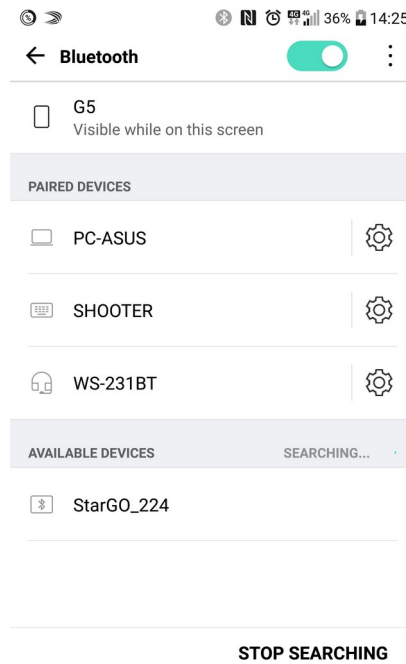 36% 14:25
Bluetooth
G5
Visible while on this screen
PAIRED DEVICES
PC-ASUS
SHOOTER
WS-231BT
AVAILABLE DEVICES SEARCHING...
StarGO_224
STOP SEARCHING